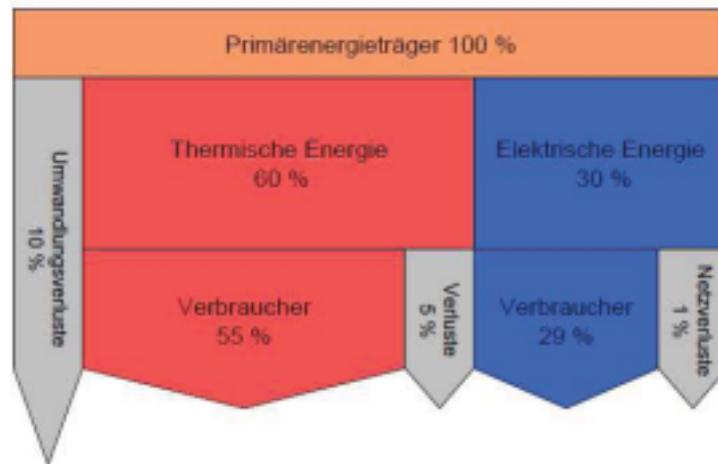 Primärenergieträger 100 %
Umwandlungsverluste
10 %
Thermische Energie
60 %
Elektrische Energie
30 %
Verbraucher
55 %
Verluste
5 %
Verbraucher
29 %
Netzverluste
1 %